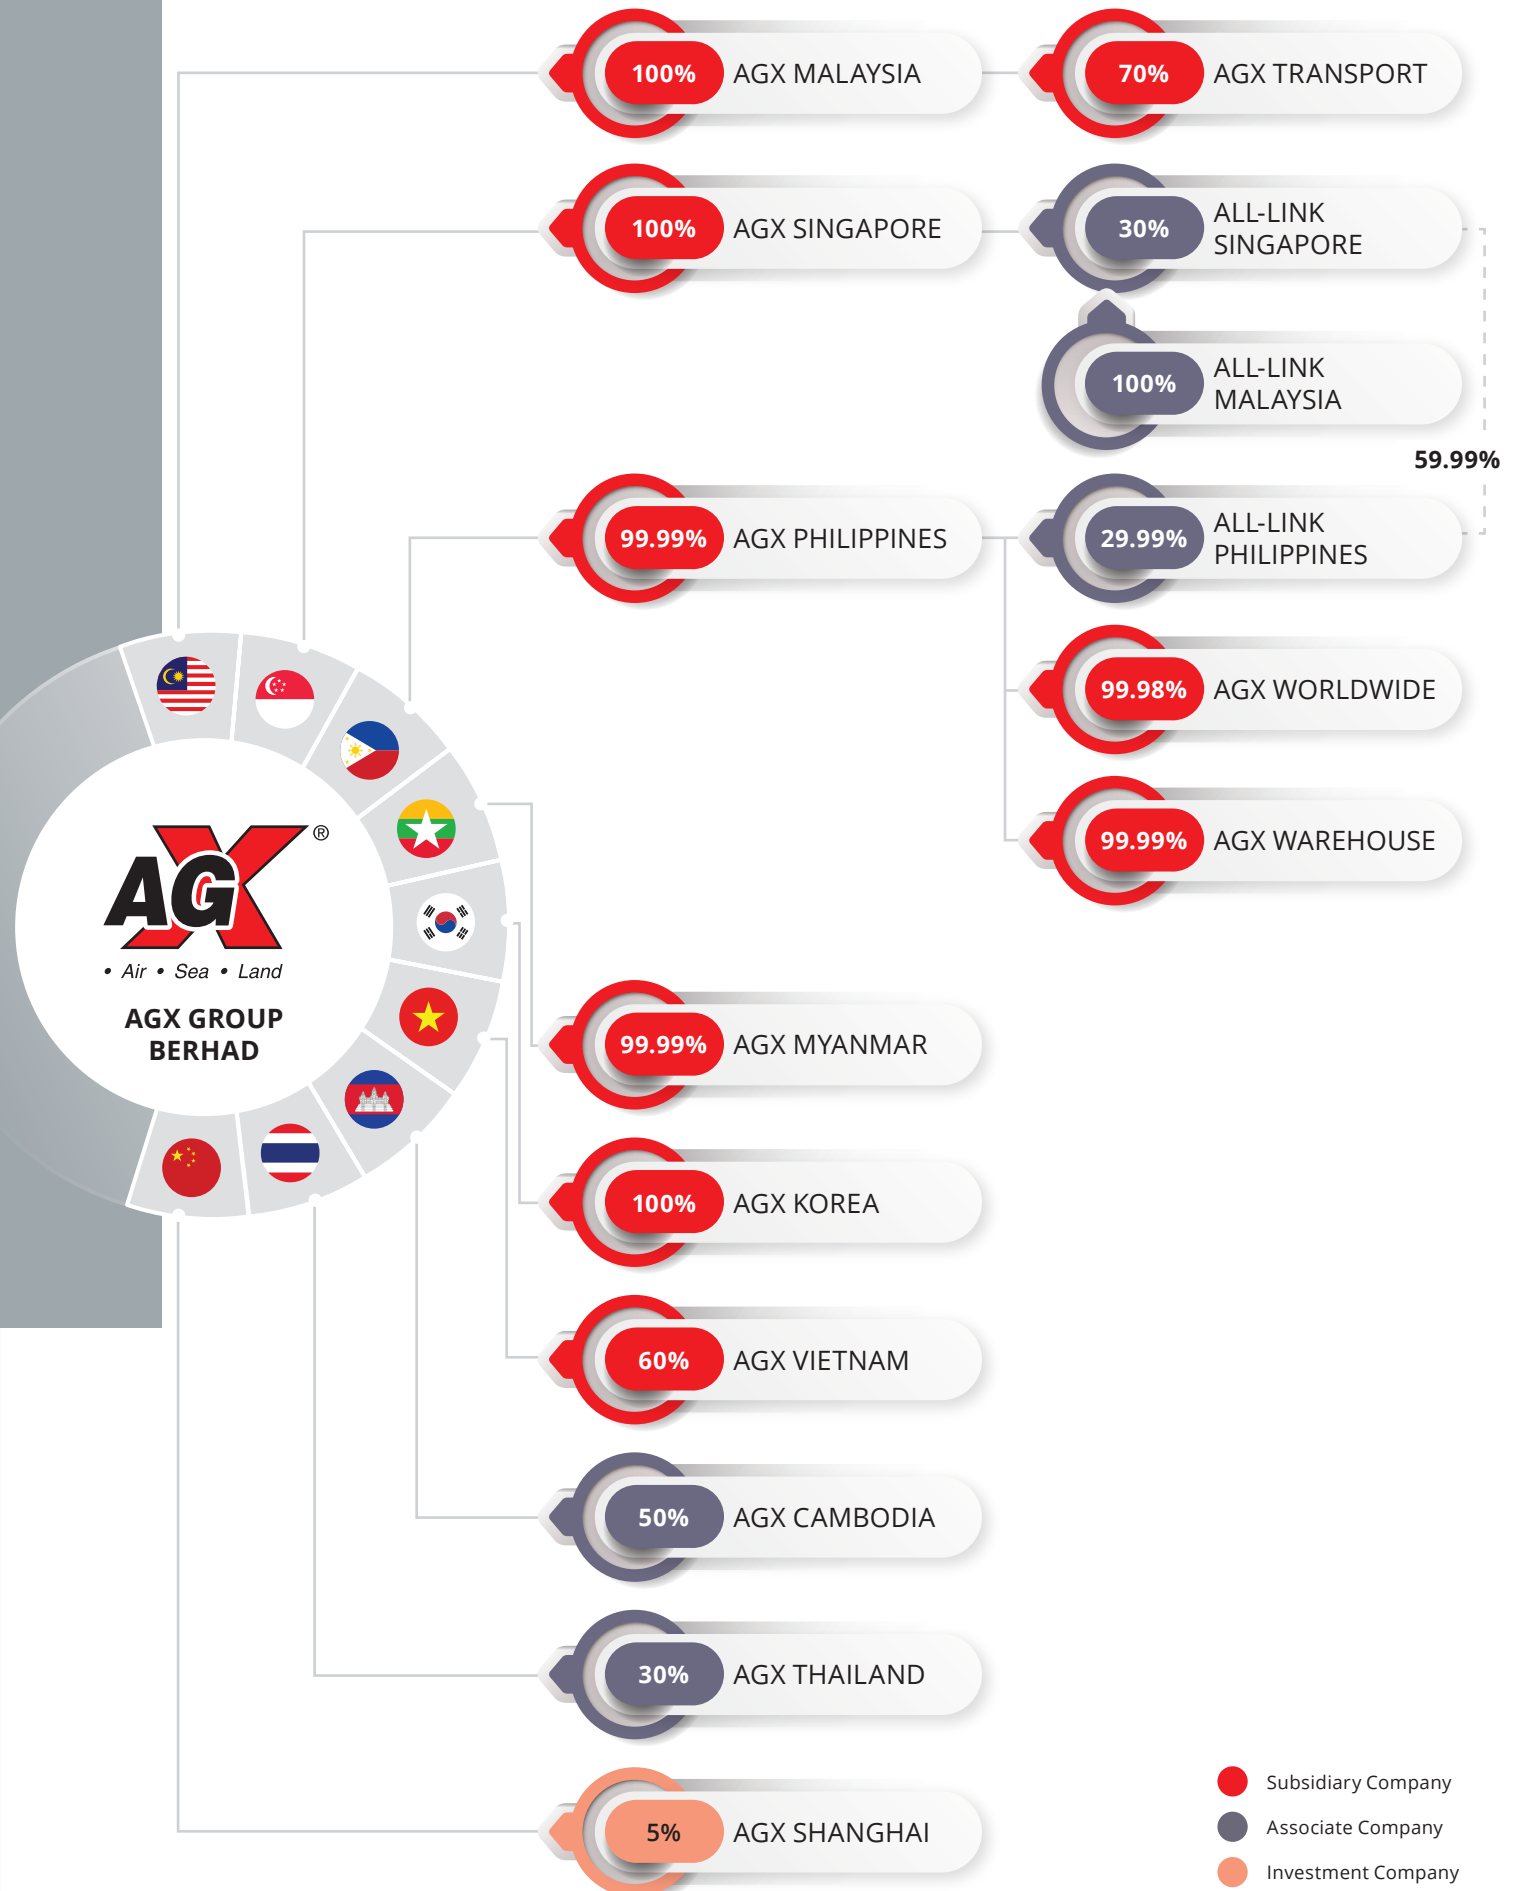 100% AGX MALAYSIA
70% AGX TRANSPORT
100% AGX SINGAPORE
30% ALL-LINK
SINGAPORE
100% ALL-LINK
MALAYSIA
59.99%
99.99% AGX PHILIPPINES
29.99% ALL-LINK
PHILIPPINES
99.98% AGX WORLDWIDE
99.99% AGX WAREHOUSE
AGX ®
• Air • Sea • Land
AGX GROUP
BERHAD
99.99% AGX MYANMAR
100% AGX KOREA
60% AGX VIETNAM
50% AGX CAMBODIA
30% AGX THAILAND
5% AGX SHANGHAI
Subsidiary Company
Associate Company
Investment Company